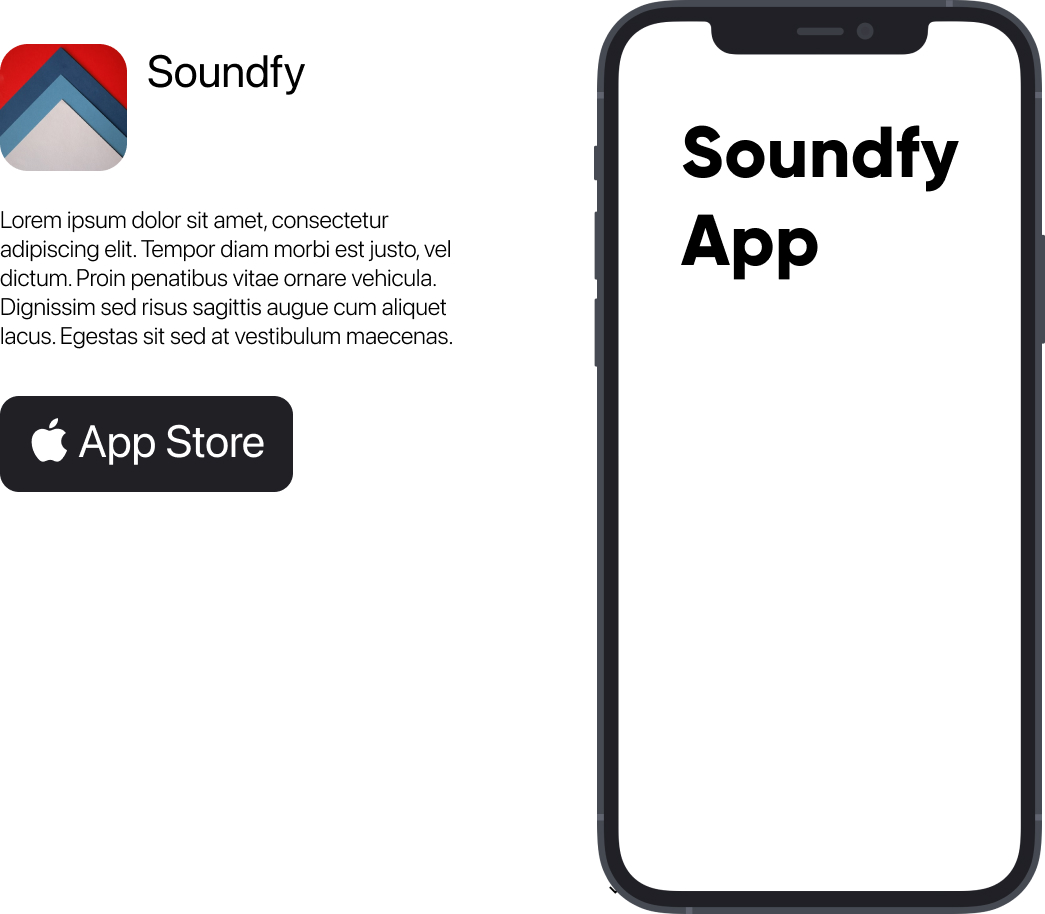 Soundfy
Lorem ipsum dolor sit amet, consectetur
adipiscing elit. Tempor diam morbi est justo, vel
dictum. Proin penatibus vitae ornare vehicula.
Dignissim sed risus sagittis augue cum aliquet
lacus. Egestas sit sed at vestibulum maecenas.
App Store
Soundfy
App